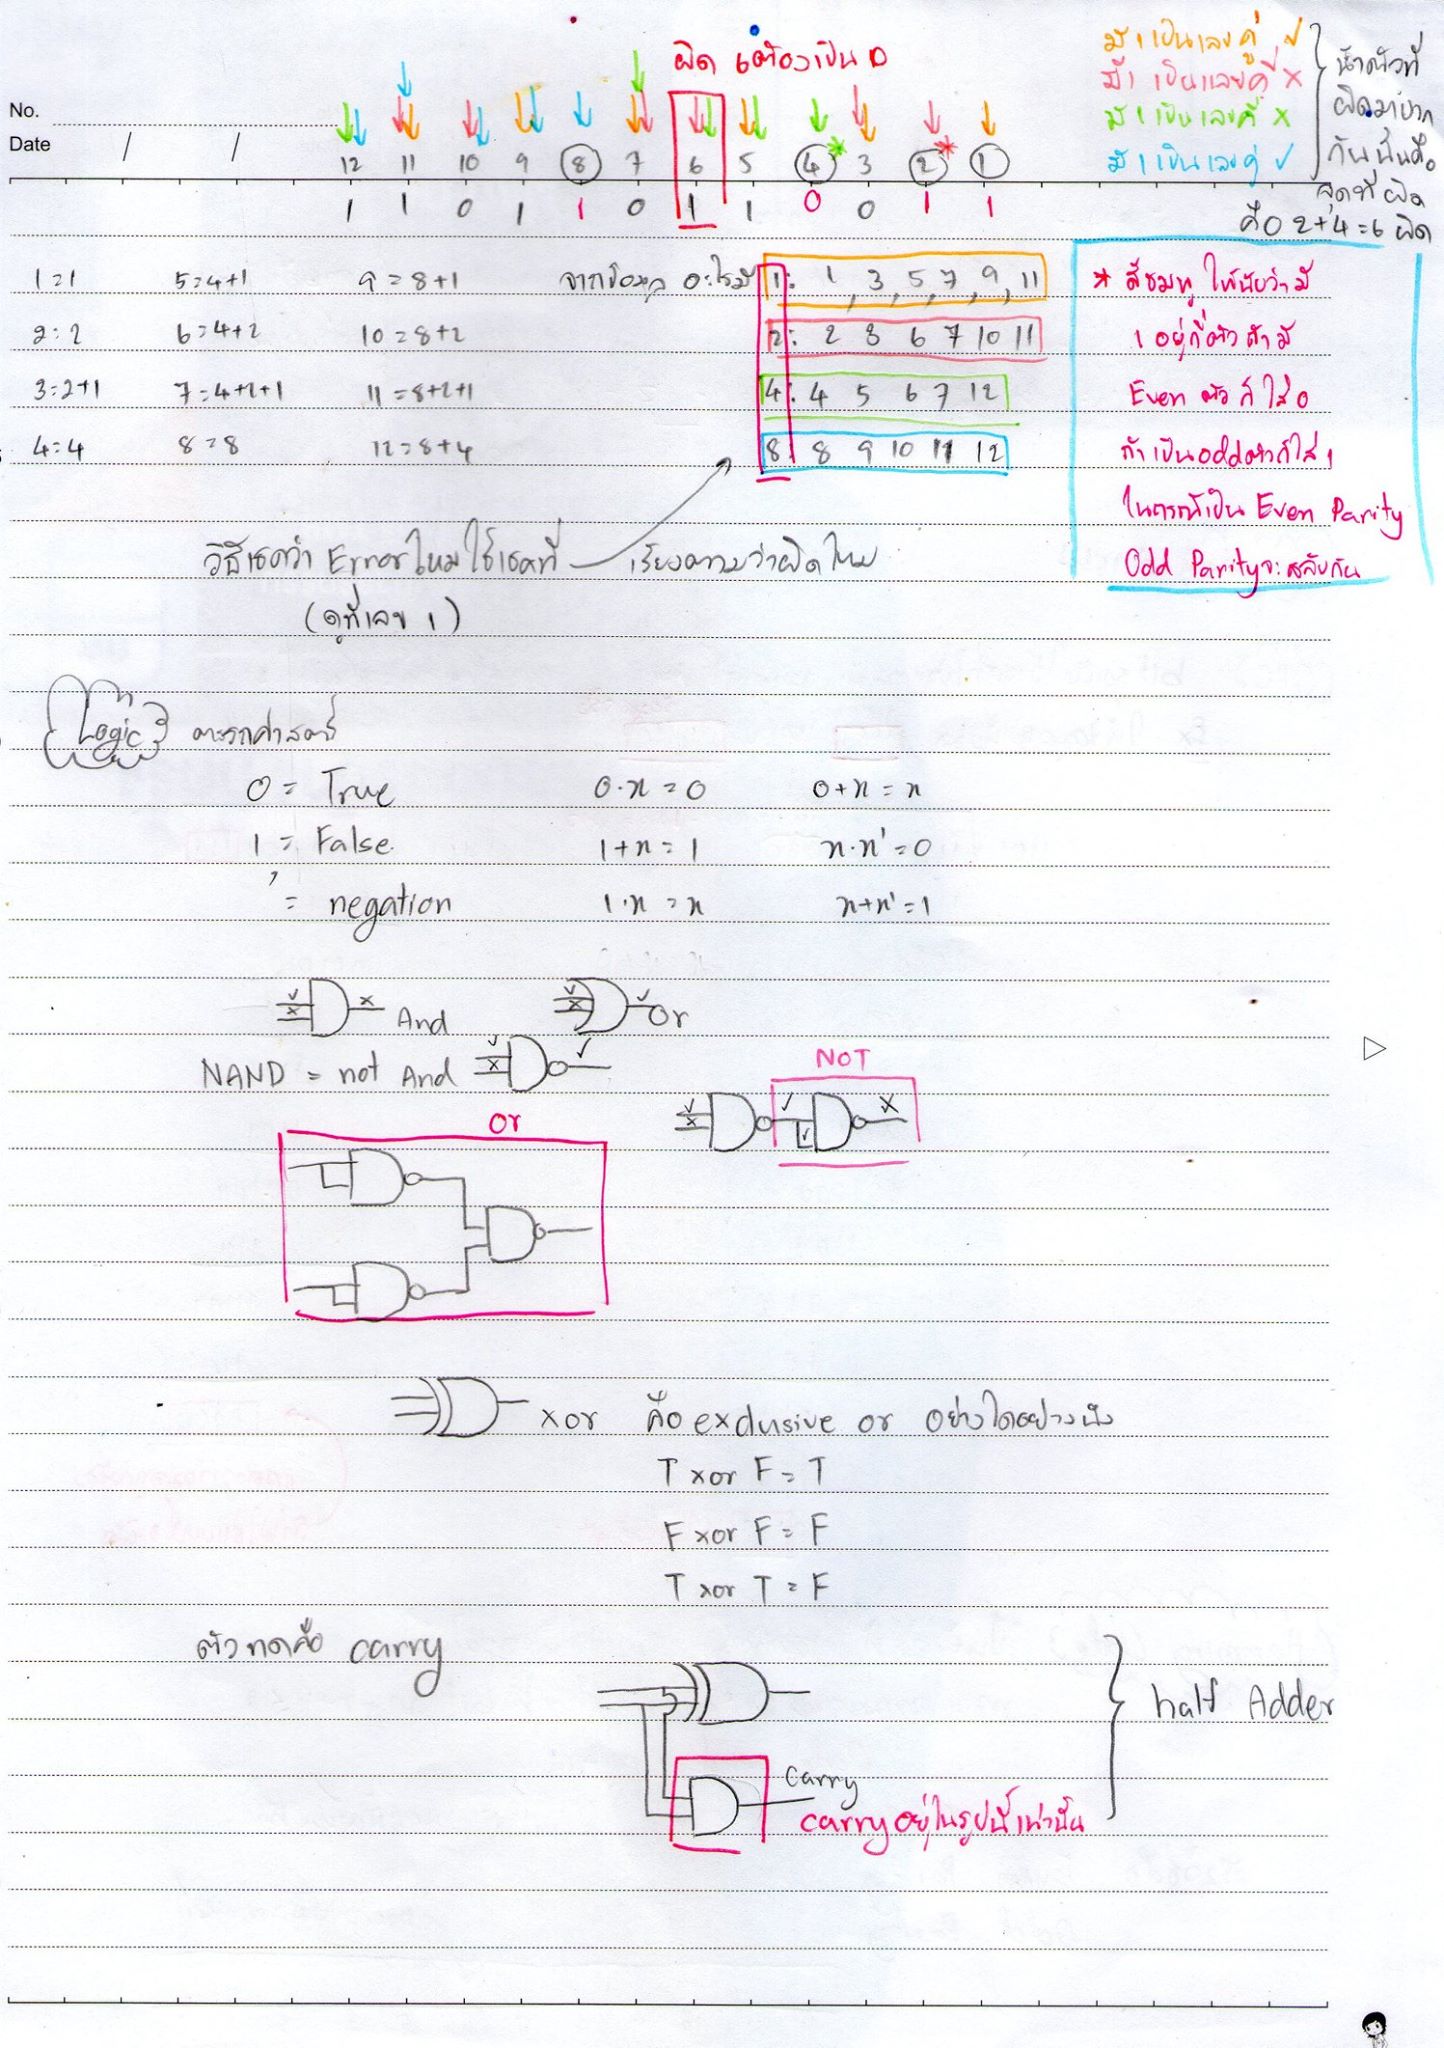 ผิด 6 ต้องเป็น 0
มี 1 เป็นเลขคู่ ✓
มี 1 เป็นเลขคี่ ×
มี 1 เป็นเลขคี่ ×
มี 1 เป็นเลขคู่ ✓
นำตัวที่
ผิดมาบวก
กันนั่นคือ
จุดที่ผิด
คือ 2+4=6 ผิด
No.
Date / /
12 11 10 9 8 7 6 5 4 * 3 2 * 1
1 1 0 1 1 0 1 1 0 0 1 1
1=1 5=4+1 9=8+1 จากข้อมูล อะไรมี 1: 1, 3, 5, 7, 9, 11
2=2 6=4+2 10=8+2 2: 2 3 6 7 10 11
3=2+1 7=4+2+1 11=8+2+1 4: 4 5 6 7 12
4=4 8=8 12=8+4 8: 8 9 10 11 12
* สีชมพู ให้นับว่ามี
1 อยู่กี่ตัว ถ้ามี
Even ตัว ก็ใส่ 0
ถ้าเป็น odd ตัวก็ใส่ 1
ในกรณีเป็น Even Parity
Odd Parity จะสลับกัน
วิธีเชคว่า Error ไหม ใช้เชคที่ เรียงตามว่าผิดไหม
(ดูที่เลข 1)
Logic ตรรกศาสตร์
0 = True 0·n = 0 0+n = n
1 = False 1+n = 1 n·n' = 0
' = negation 1·n = n n+n' = 1
And Or
NAND = not And
NOT
or
xor คือ exclusive or อย่างใดอย่างนึง
T xor F = T
F xor F = F
T xor T = F
ตัวทดคือ carry
half Adder
carry
carry อยู่ในรูปนี้เท่านั้น